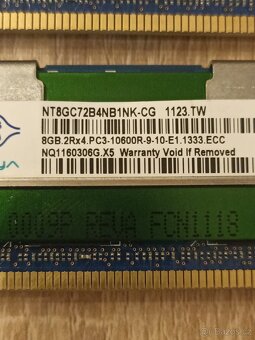 NT8GC72B4NB1NK-CG 1123.TW
8GB.2Rx4.PC3-10600R-9-10-E1.1333.ECC
NQ1160306G.X5 Warranty Void If Removed
FCN1118